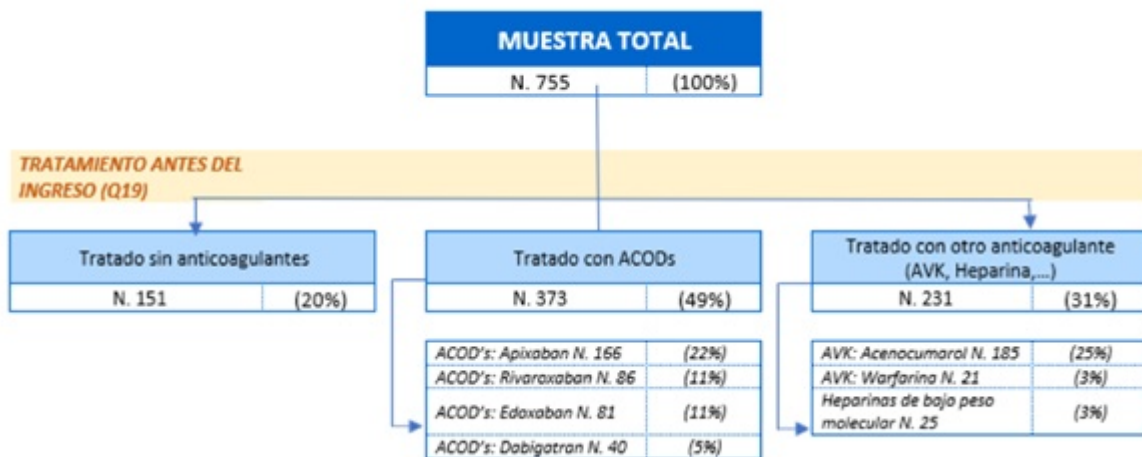 MUESTRA TOTAL
N. 755 (100%)
TRATAMIENTO ANTES DEL
INGRESO (Q19)
Tratado sin anticoagulantes
N. 151 (20%)
Tratado con ACODs
N. 373 (49%)
ACOD's: Apixaban N. 166 (22%)
ACOD's: Rivaroxaban N. 86 (11%)
ACOD's: Edoxaban N. 81 (11%)
ACOD's: Dabigatran N. 40 (5%)
Tratado con otro anticoagulante
(AVK, Heparina,...)
N. 231 (31%)
AVK: Acenocumarol N. 185 (25%)
AVK: Warfarina N. 21 (3%)
Heparinas de bajo peso
molecular N. 25 (3%)